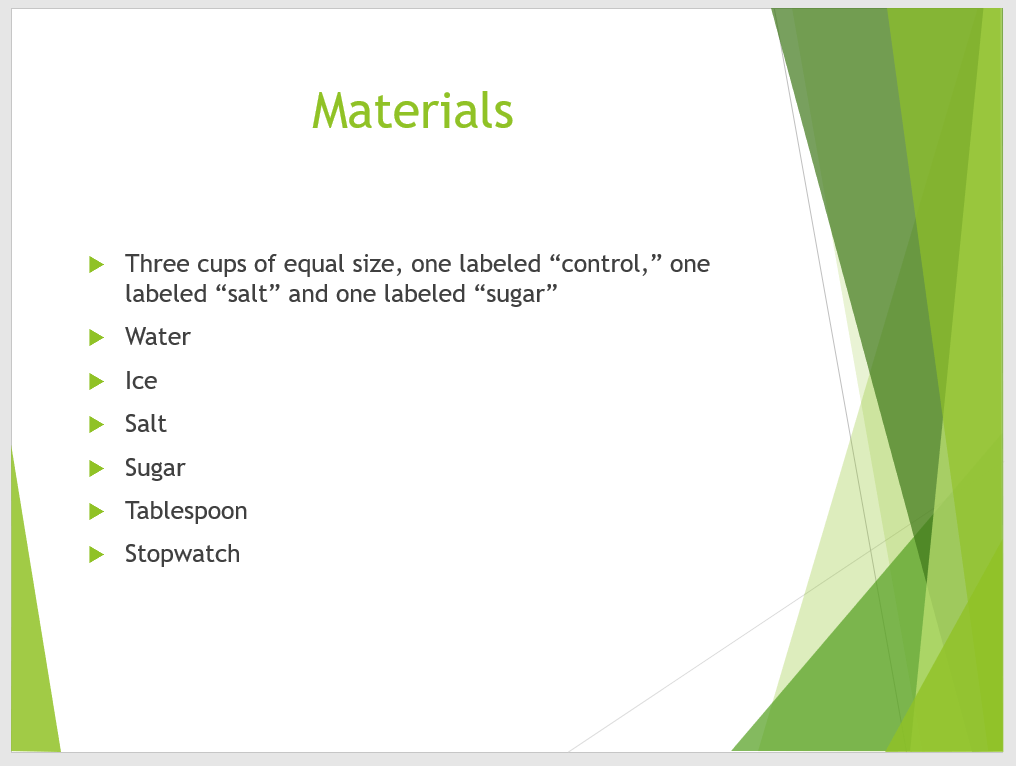 Materials
Three cups of equal size, one labeled “control,” one
labeled “salt” and one labeled “sugar”
Water
Ice
Salt
Sugar
Tablespoon
Stopwatch